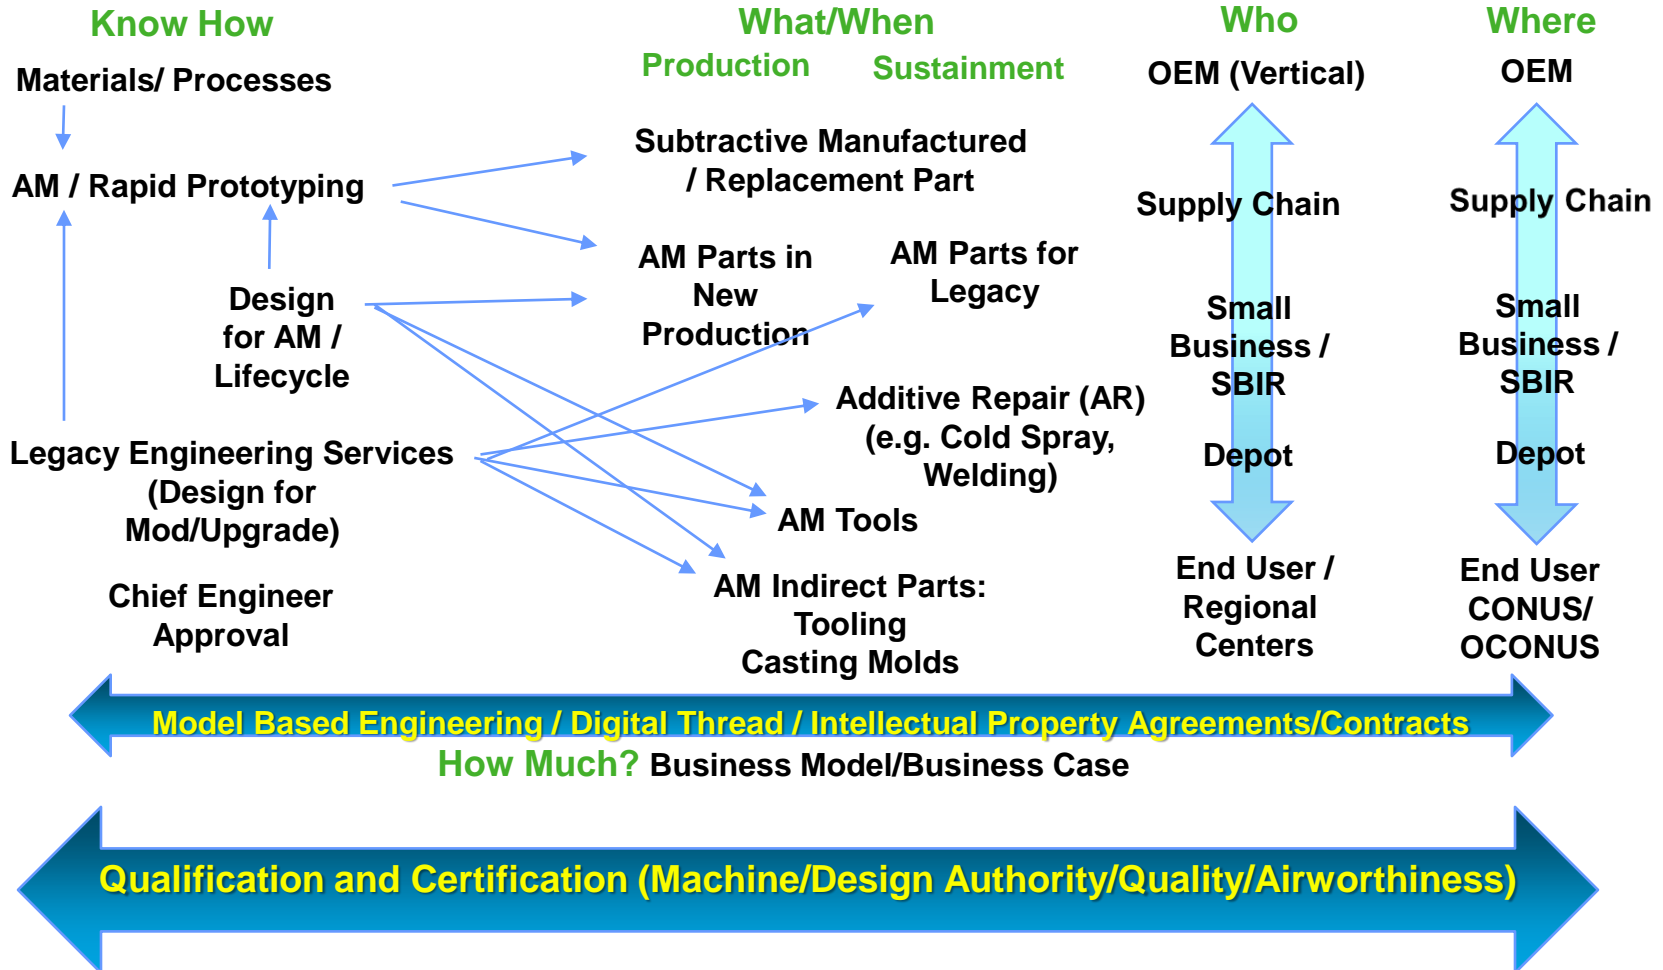 Know How
What/When
Who
Where
Production
Sustainment
Materials/ Processes
AM / Rapid Prototyping
Design
for AM /
Lifecycle
Legacy Engineering Services
(Design for
Mod/Upgrade)
Chief Engineer
Approval
Subtractive Manufactured
/ Replacement Part
AM Parts in
New
Production
AM Parts for
Legacy
Additive Repair (AR)
(e.g. Cold Spray,
Welding)
AM Tools
AM Indirect Parts:
Tooling
Casting Molds
OEM (Vertical)
Supply Chain
Small
Business /
SBIR
Depot
End User /
Regional
Centers
OEM
Supply Chain
Small
Business /
SBIR
Depot
End User
CONUS/
OCONUS
Model Based Engineering / Digital Thread / Intellectual Property Agreements/Contracts
How Much? Business Model/Business Case
Qualification and Certification (Machine/Design Authority/Quality/Airworthiness)